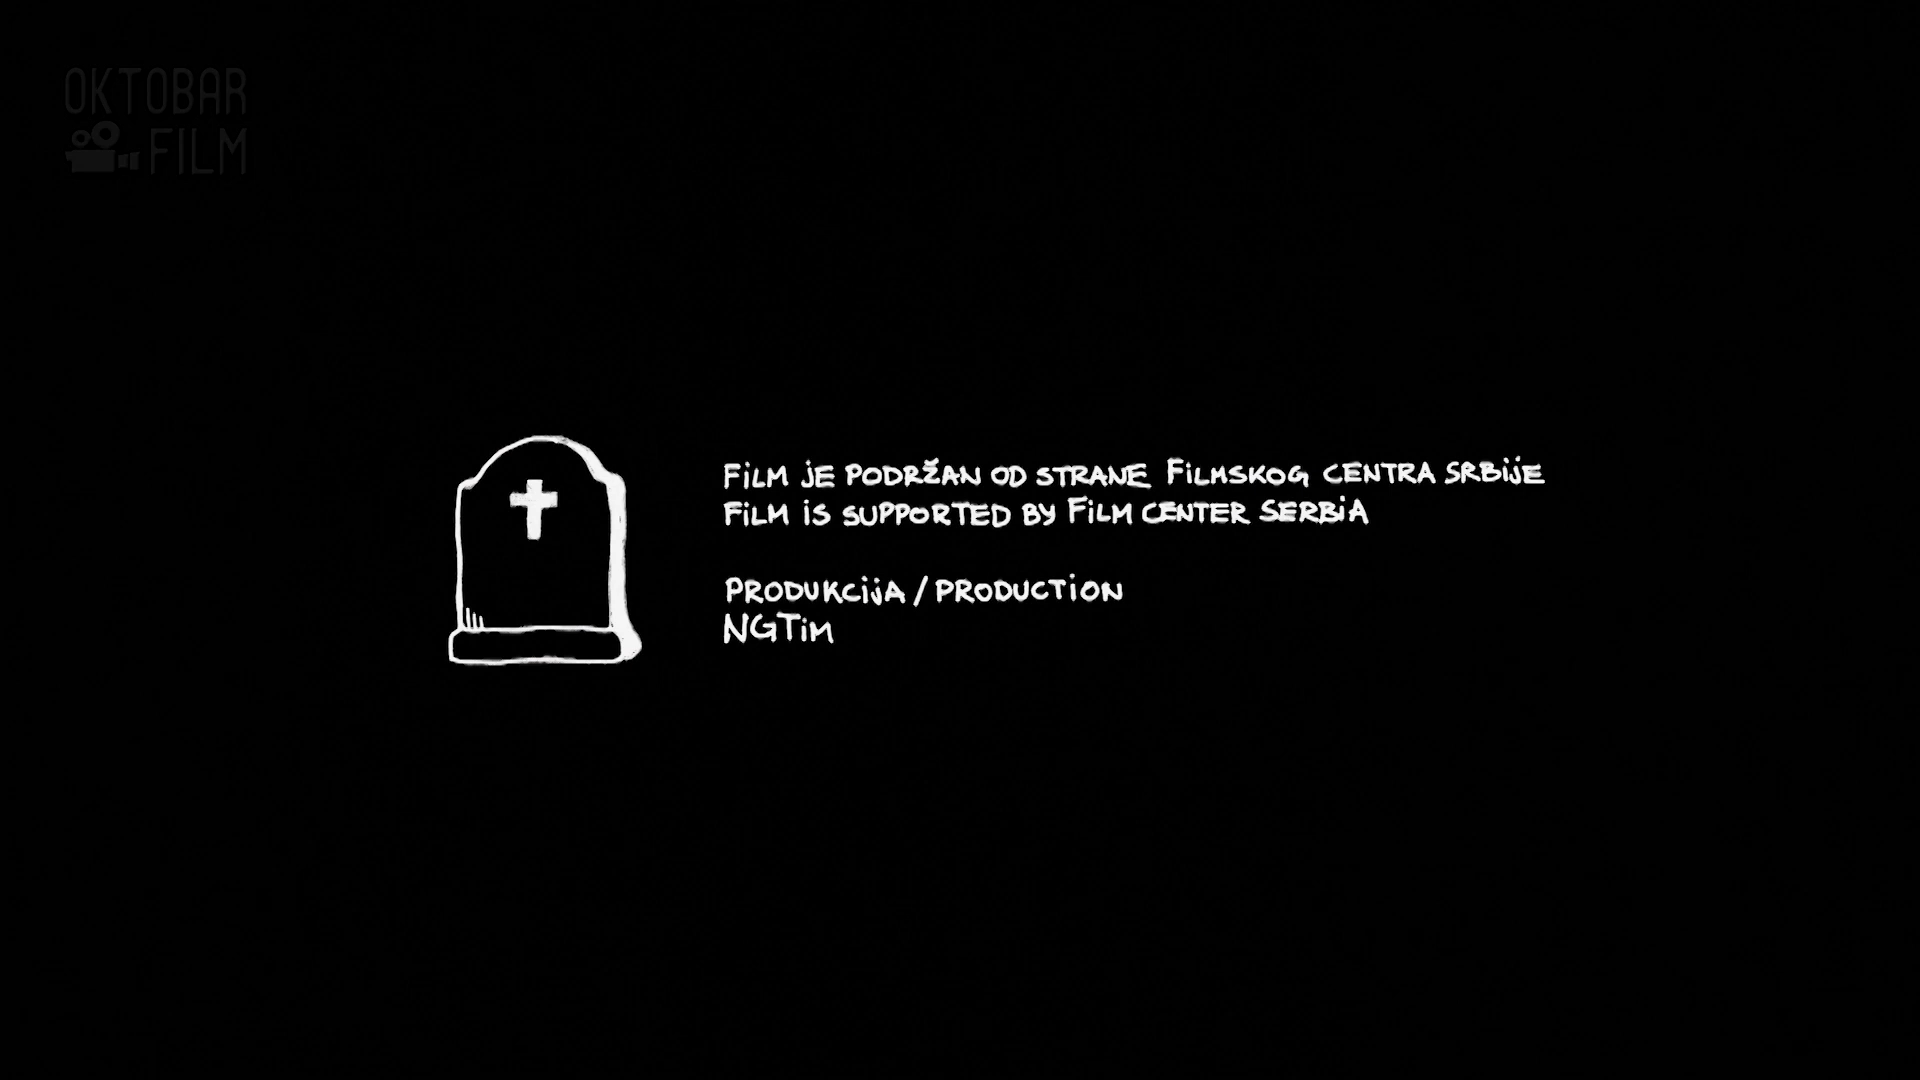 OKTOBAR
FILM
FiLM JE PODRŽAN OD STRANE FiLMSKOG CENTRA SRBiJE
FiLM iS SUPPORTED BY FiLM CENTER SERBiA
PRODUKCiJA / PRODUCTiON
NGTiM